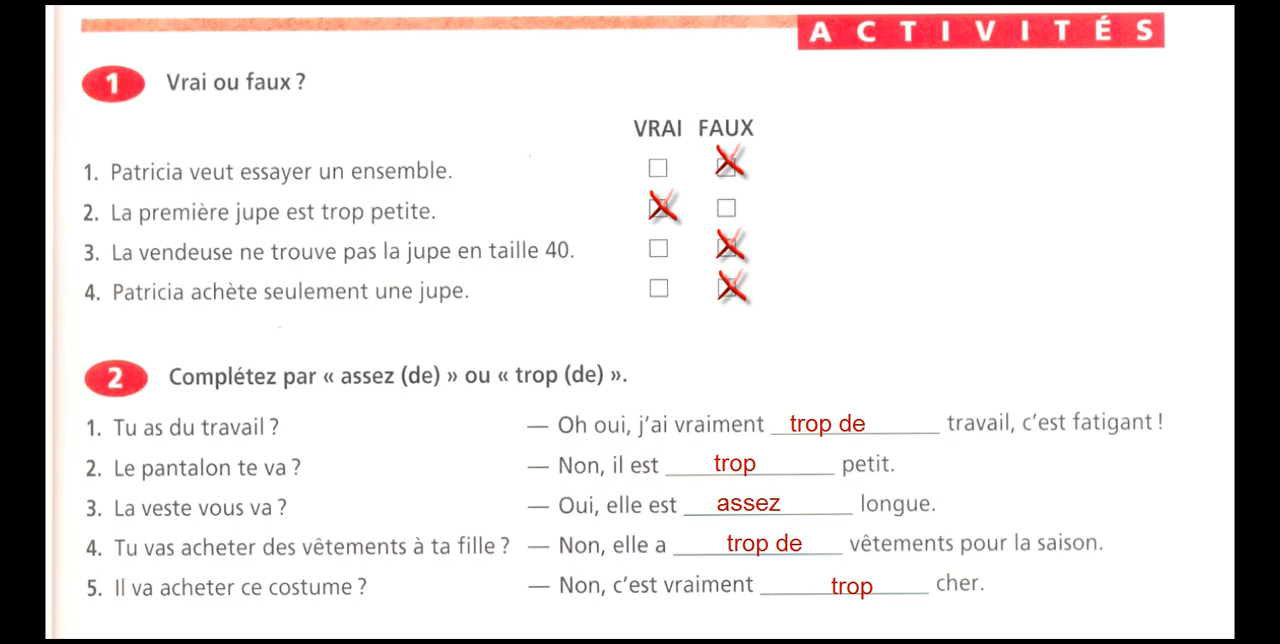 ACTIVITÉS
1 Vrai ou faux ?
VRAI FAUX
1. Patricia veut essayer un ensemble.
2. La première jupe est trop petite.
3. La vendeuse ne trouve pas la jupe en taille 40.
4. Patricia achète seulement une jupe.
2 Complétez par « assez (de) » ou « trop (de) ».
1. Tu as du travail ? — Oh oui, j'ai vraiment trop de travail, c'est fatigant !
2. Le pantalon te va ? — Non, il est trop petit.
3. La veste vous va ? — Oui, elle est assez longue.
4. Tu vas acheter des vêtements à ta fille ? — Non, elle a trop de vêtements pour la saison.
5. Il va acheter ce costume ? — Non, c'est vraiment trop cher.